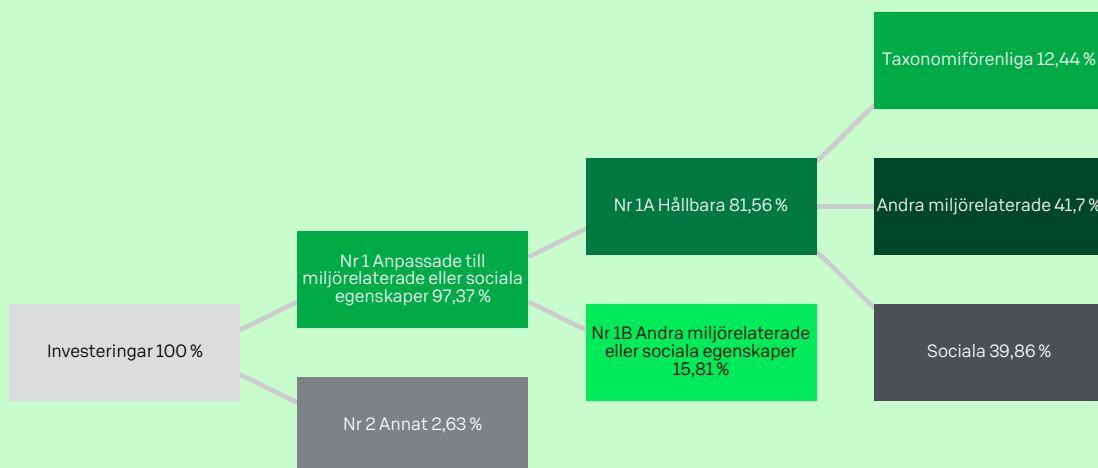 Investeringar 100 %
Nr 1 Anpassade till
miljörelaterade eller sociala
egenskaper 97,37 %
Nr 2 Annat 2,63 %
Nr 1A Hållbara 81,56 %
Nr 1B Andra miljörelaterade
eller sociala egenskaper
15,81 %
Taxonomiförenliga 12,44 %
Andra miljörelaterade 41,7 %
Sociala 39,86 %